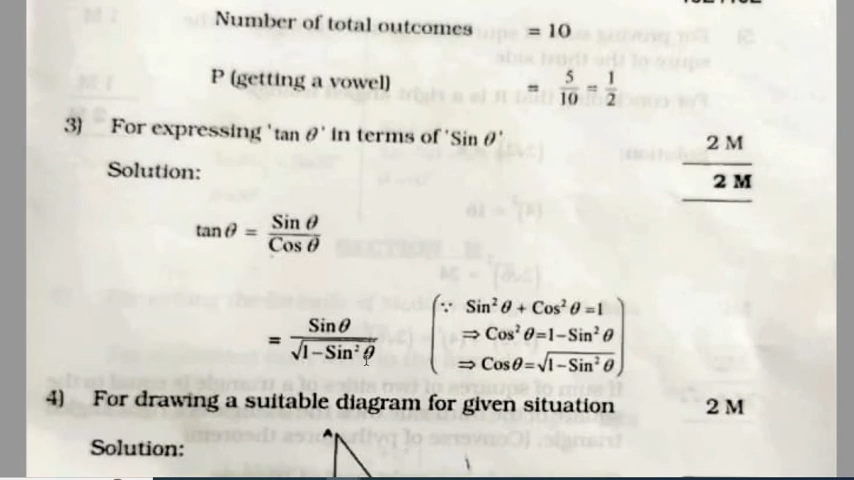 Number of total outcomes = 10
P (getting a vowel) = 5/10 = 1/2
3) For expressing 'tan θ' in terms of 'Sin θ' 2 M
Solution: 2 M
tan θ = Sin θ / Cos θ
= Sin θ / √(1 – Sin² θ) (∵ Sin² θ + Cos² θ = 1
⇒ Cos² θ = 1 – Sin² θ
⇒ Cos θ = √(1 – Sin² θ))
4) For drawing a suitable diagram for given situation 2 M
Solution:
A